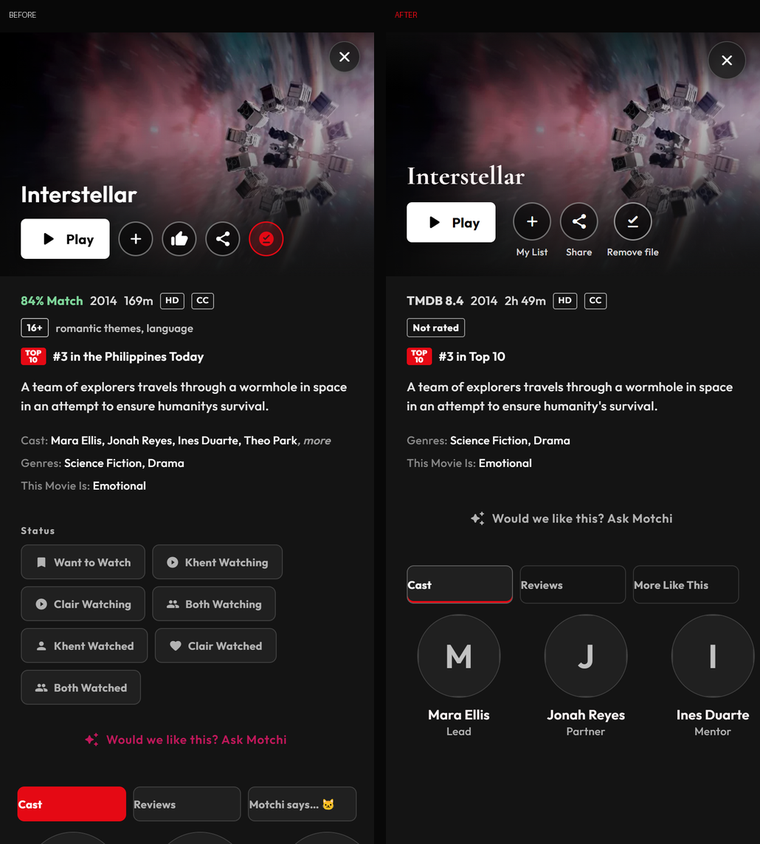 BEFORE
Interstellar
Play
84% Match 2014 169m HD CC
16+ romantic themes, language
TOP 10 #3 in the Philippines Today
A team of explorers travels through a wormhole in space
in an attempt to ensure humanitys survival.
Cast: Mara Ellis, Jonah Reyes, Ines Duarte, Theo Park, more
Genres: Science Fiction, Drama
This Movie Is: Emotional
Status
Want to Watch Khent Watching
Clair Watching Both Watching
Khent Watched Clair Watched
Both Watched
Would we like this? Ask Motchi
Cast Reviews Motchi says... 😺
AFTER
Interstellar
Play
My List Share Remove file
TMDB 8.4 2014 2h 49m HD CC
Not rated
TOP 10 #3 in Top 10
A team of explorers travels through a wormhole in space
in an attempt to ensure humanity's survival.
Genres: Science Fiction, Drama
This Movie Is: Emotional
Would we like this? Ask Motchi
Cast Reviews More Like This
M J I
Mara Ellis Jonah Reyes Ines Duarte
Lead Partner Mentor